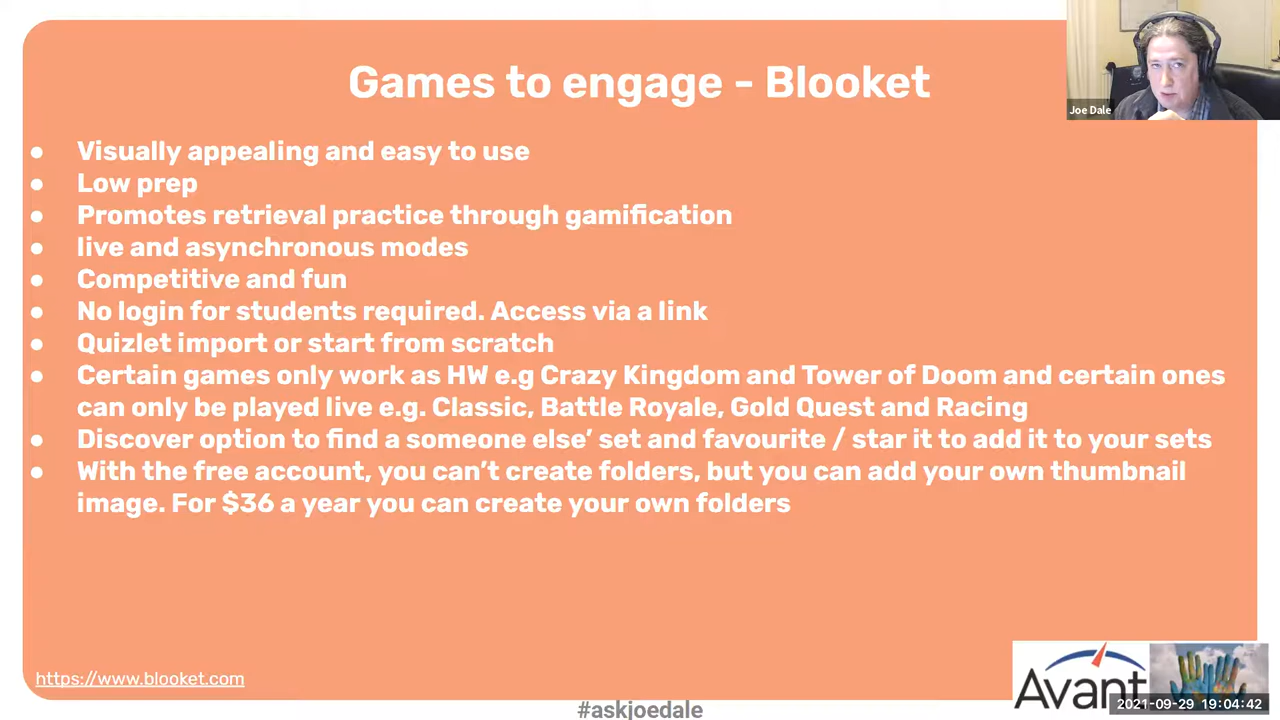 Games to engage - Blooket
Joe Dale
● Visually appealing and easy to use
● Low prep
● Promotes retrieval practice through gamification
● live and asynchronous modes
● Competitive and fun
● No login for students required. Access via a link
● Quizlet import or start from scratch
● Certain games only work as HW e.g Crazy Kingdom and Tower of Doom and certain ones
can only be played live e.g. Classic, Battle Royale, Gold Quest and Racing
● Discover option to find a someone else’ set and favourite / star it to add it to your sets
● With the free account, you can’t create folders, but you can add your own thumbnail
image. For $36 a year you can create your own folders
https://www.blooket.com
Avant
2021-09-29 19:04:42
#askjoedale